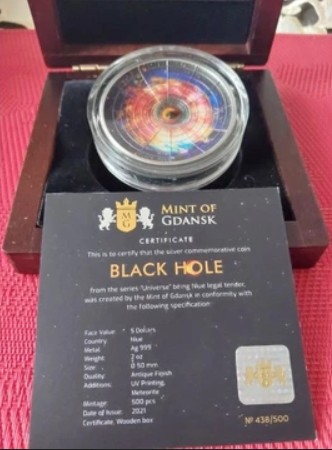 MINT OF
GDAŃSK
M
G
CERTIFICATE
This is to certify that the silver commemorative coin
BLACK HOLE
from the series "Universe" being Niue legal tender,
was created by the Mint of Gdansk in conformity with
the following specification:
Face Value: 5 Dollars
Country: Niue
Metal: Ag 999
Weight: 2 oz
Size: Ø 50 mm
Quality: Antique Finish
Additions: UV Printing,
Meteorite
Mintage: 500 pcs
Date of Issue: 2021
Certificate, Wooden box
№ 438/500